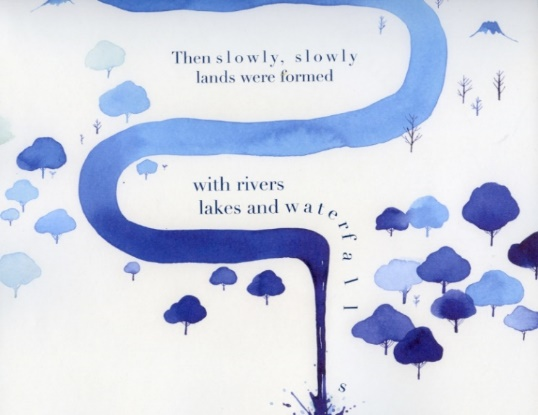 Then slowly, slowly
lands were formed
with rivers
lakes and waterfalls